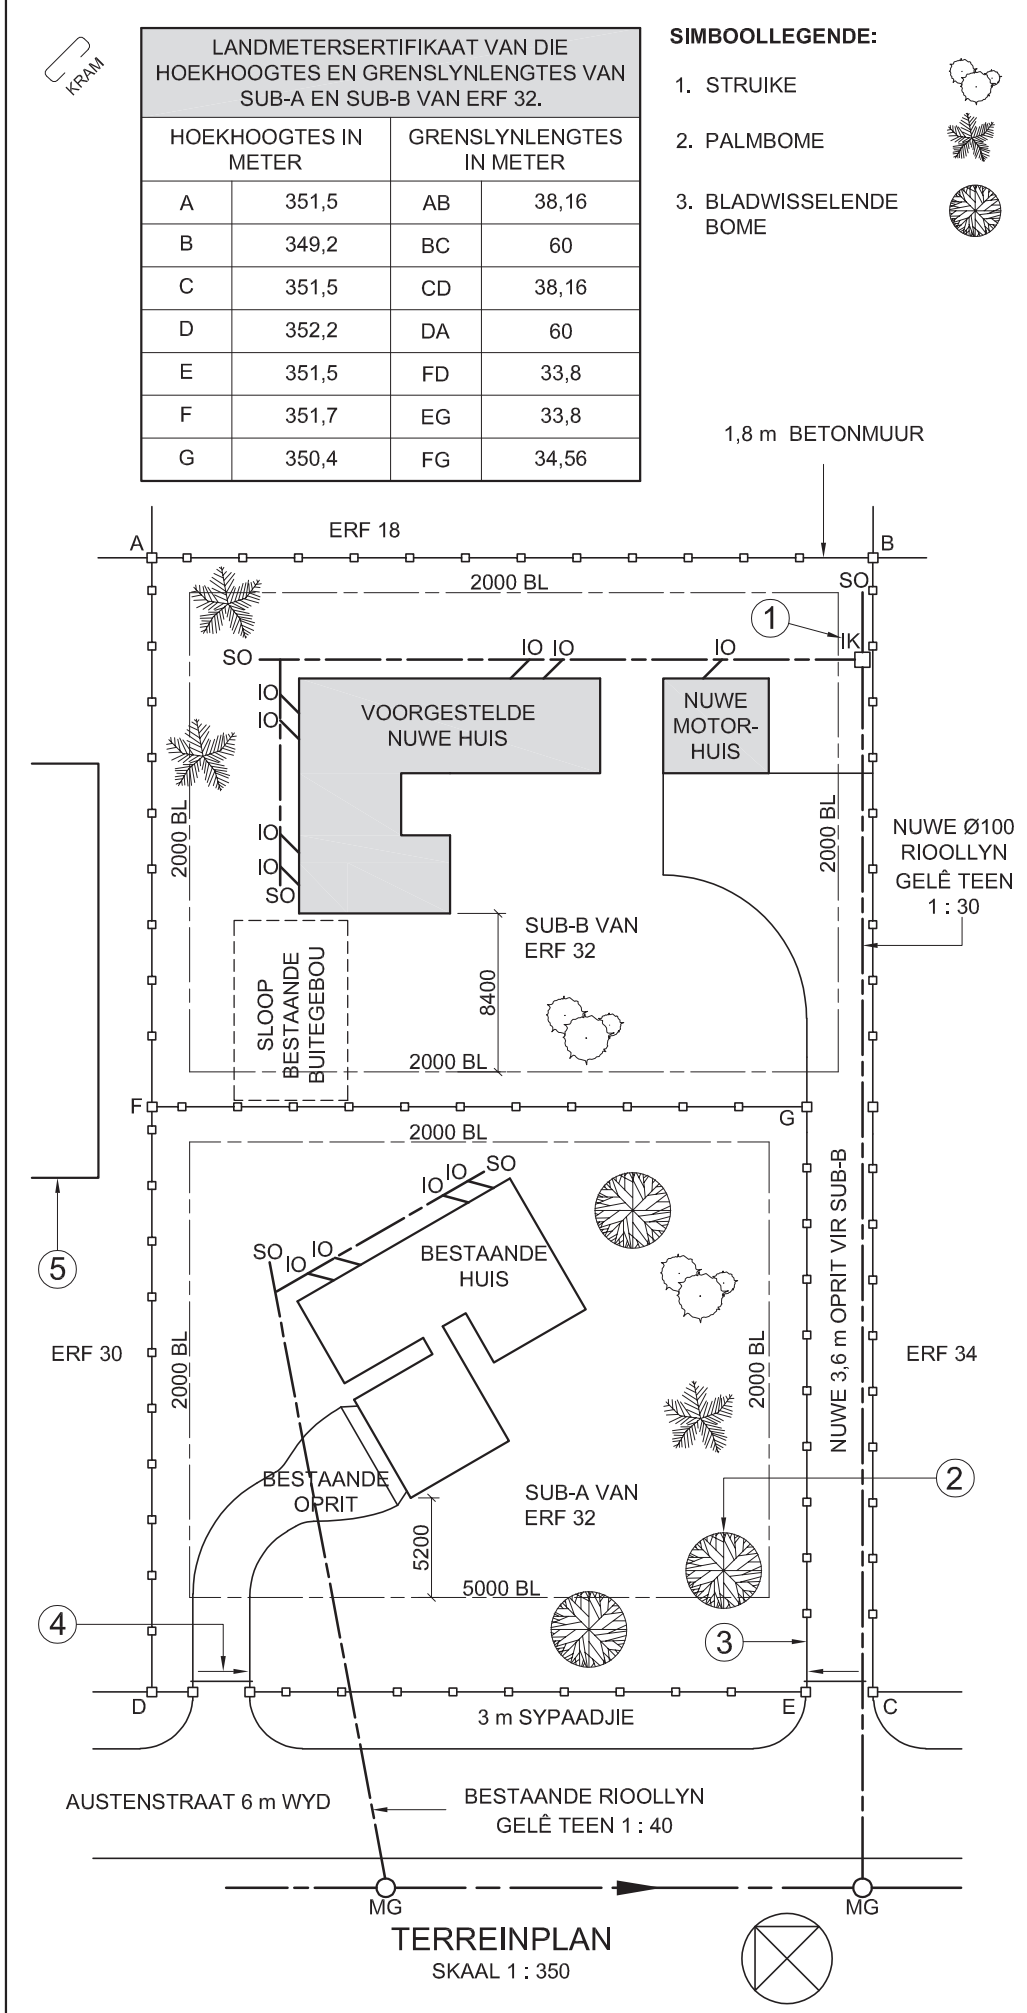 KRAM
LANDMETERSERTIFIKAAT VAN DIE
HOEKHOOGTES EN GRENSLYNLENGTES VAN
SUB-A EN SUB-B VAN ERF 32.
HOEKHOOGTES IN METER GRENSLYNLENGTES IN METER
A 351,5 AB 38,16
B 349,2 BC 60
C 351,5 CD 38,16
D 352,2 DA 60
E 351,5 FD 33,8
F 351,7 EG 33,8
G 350,4 FG 34,56
SIMBOOLLEGENDE:
1. STRUIKE
2. PALMBOME
3. BLADWISSELENDE
BOME
1,8 m BETONMUUR
A
ERF 18
B
2000 BL
SO
1
IK
SO
IO IO
IO
IO
IO
VOORGESTELDE
NUWE HUIS
NUWE
MOTOR-
HUIS
2000 BL
2000 BL
NUWE Ø100
RIOOLLYN
GELÊ TEEN
1 : 30
IO
IO
SO
SUB-B VAN
ERF 32
SLOOP
BESTAANDE
BUITEGEBOU
8400
2000 BL
F
G
2000 BL
IO IO SO
SO
IO IO
BESTAANDE
HUIS
5
ERF 30
2000 BL
2000 BL
NUWE 3,6 m OPRIT VIR SUB-B
ERF 34
BESTAANDE
OPRIT
SUB-A VAN
ERF 32
2
5200
5000 BL
4
3
D
E
C
3 m SYPAADJIE
AUSTENSTRAAT 6 m WYD
BESTAANDE RIOOLLYN
GELÊ TEEN 1 : 40
MG
MG
TERREINPLAN
SKAAL 1 : 350